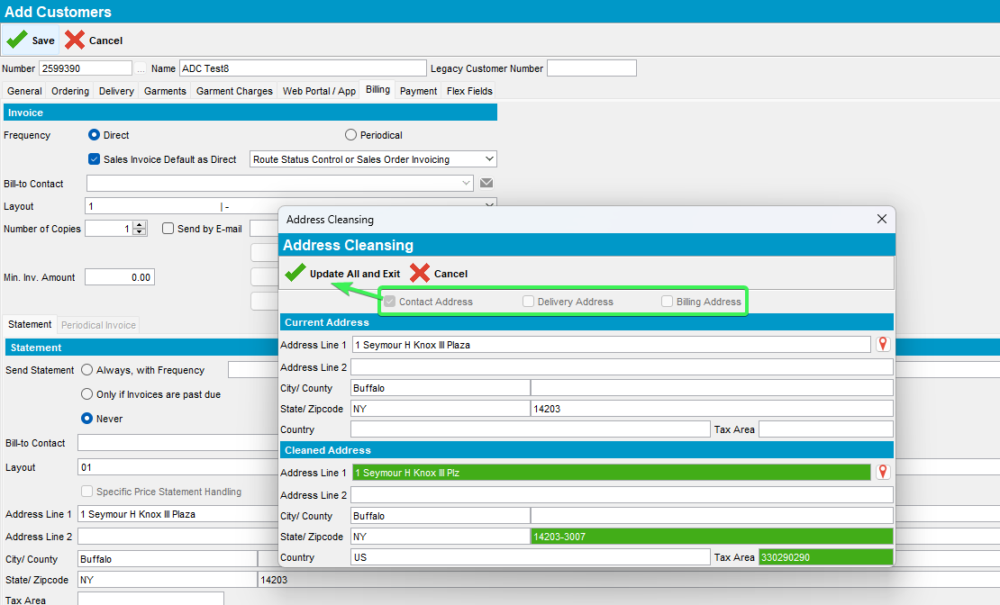 Add Customers
Save Cancel
Number 2599390 ... Name ADC Test8 Legacy Customer Number
General Ordering Delivery Garments Garment Charges Web Portal / App Billing Payment Flex Fields
Invoice
Frequency Direct Periodical
Sales Invoice Default as Direct Route Status Control or Sales Order Invoicing
Bill-to Contact
Layout 1 | -
Number of Copies 1 Send by E-mail
Min. Inv. Amount 0.00
Statement Periodical Invoice
Statement
Send Statement Always, with Frequency
Only if Invoices are past due
Never
Bill-to Contact
Layout 01
Specific Price Statement Handling
Address Line 1 1 Seymour H Knox III Plaza
Address Line 2
City/ County Buffalo
State/ Zipcode NY 14203
Tax Area
Address Cleansing
Address Cleansing
Update All and Exit Cancel
Contact Address Delivery Address Billing Address
Current Address
Address Line 1 1 Seymour H Knox III Plaza
Address Line 2
City/ County Buffalo
State/ Zipcode NY 14203
Country Tax Area
Cleaned Address
Address Line 1 1 Seymour H Knox III Plz
Address Line 2
City/ County Buffalo
State/ Zipcode NY 14203-3007
Country US Tax Area 330290290